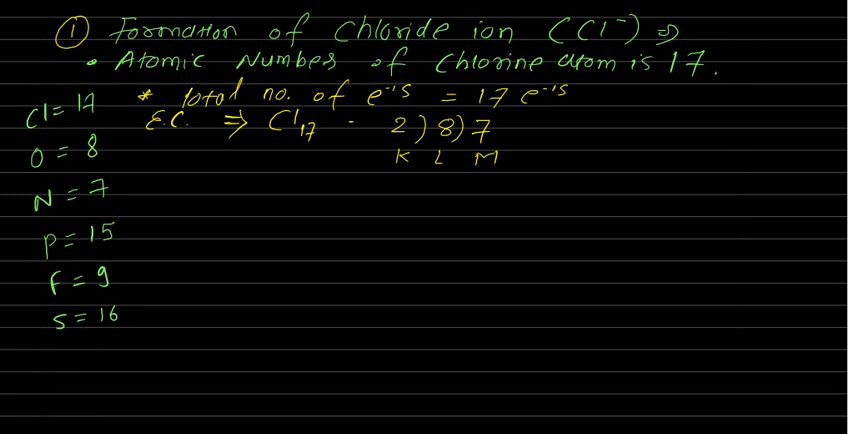 ① Formation of Chloride ion (Cl⁻) ⇒
• Atomic Number of Chlorine atom is 17.
* total no. of e⁻'s = 17 e⁻'s
E.C. ⇒ Cl₁₇ - 2) 8) 7
K L M
Cl = 17
O = 8
N = 7
P = 15
F = 9
S = 16